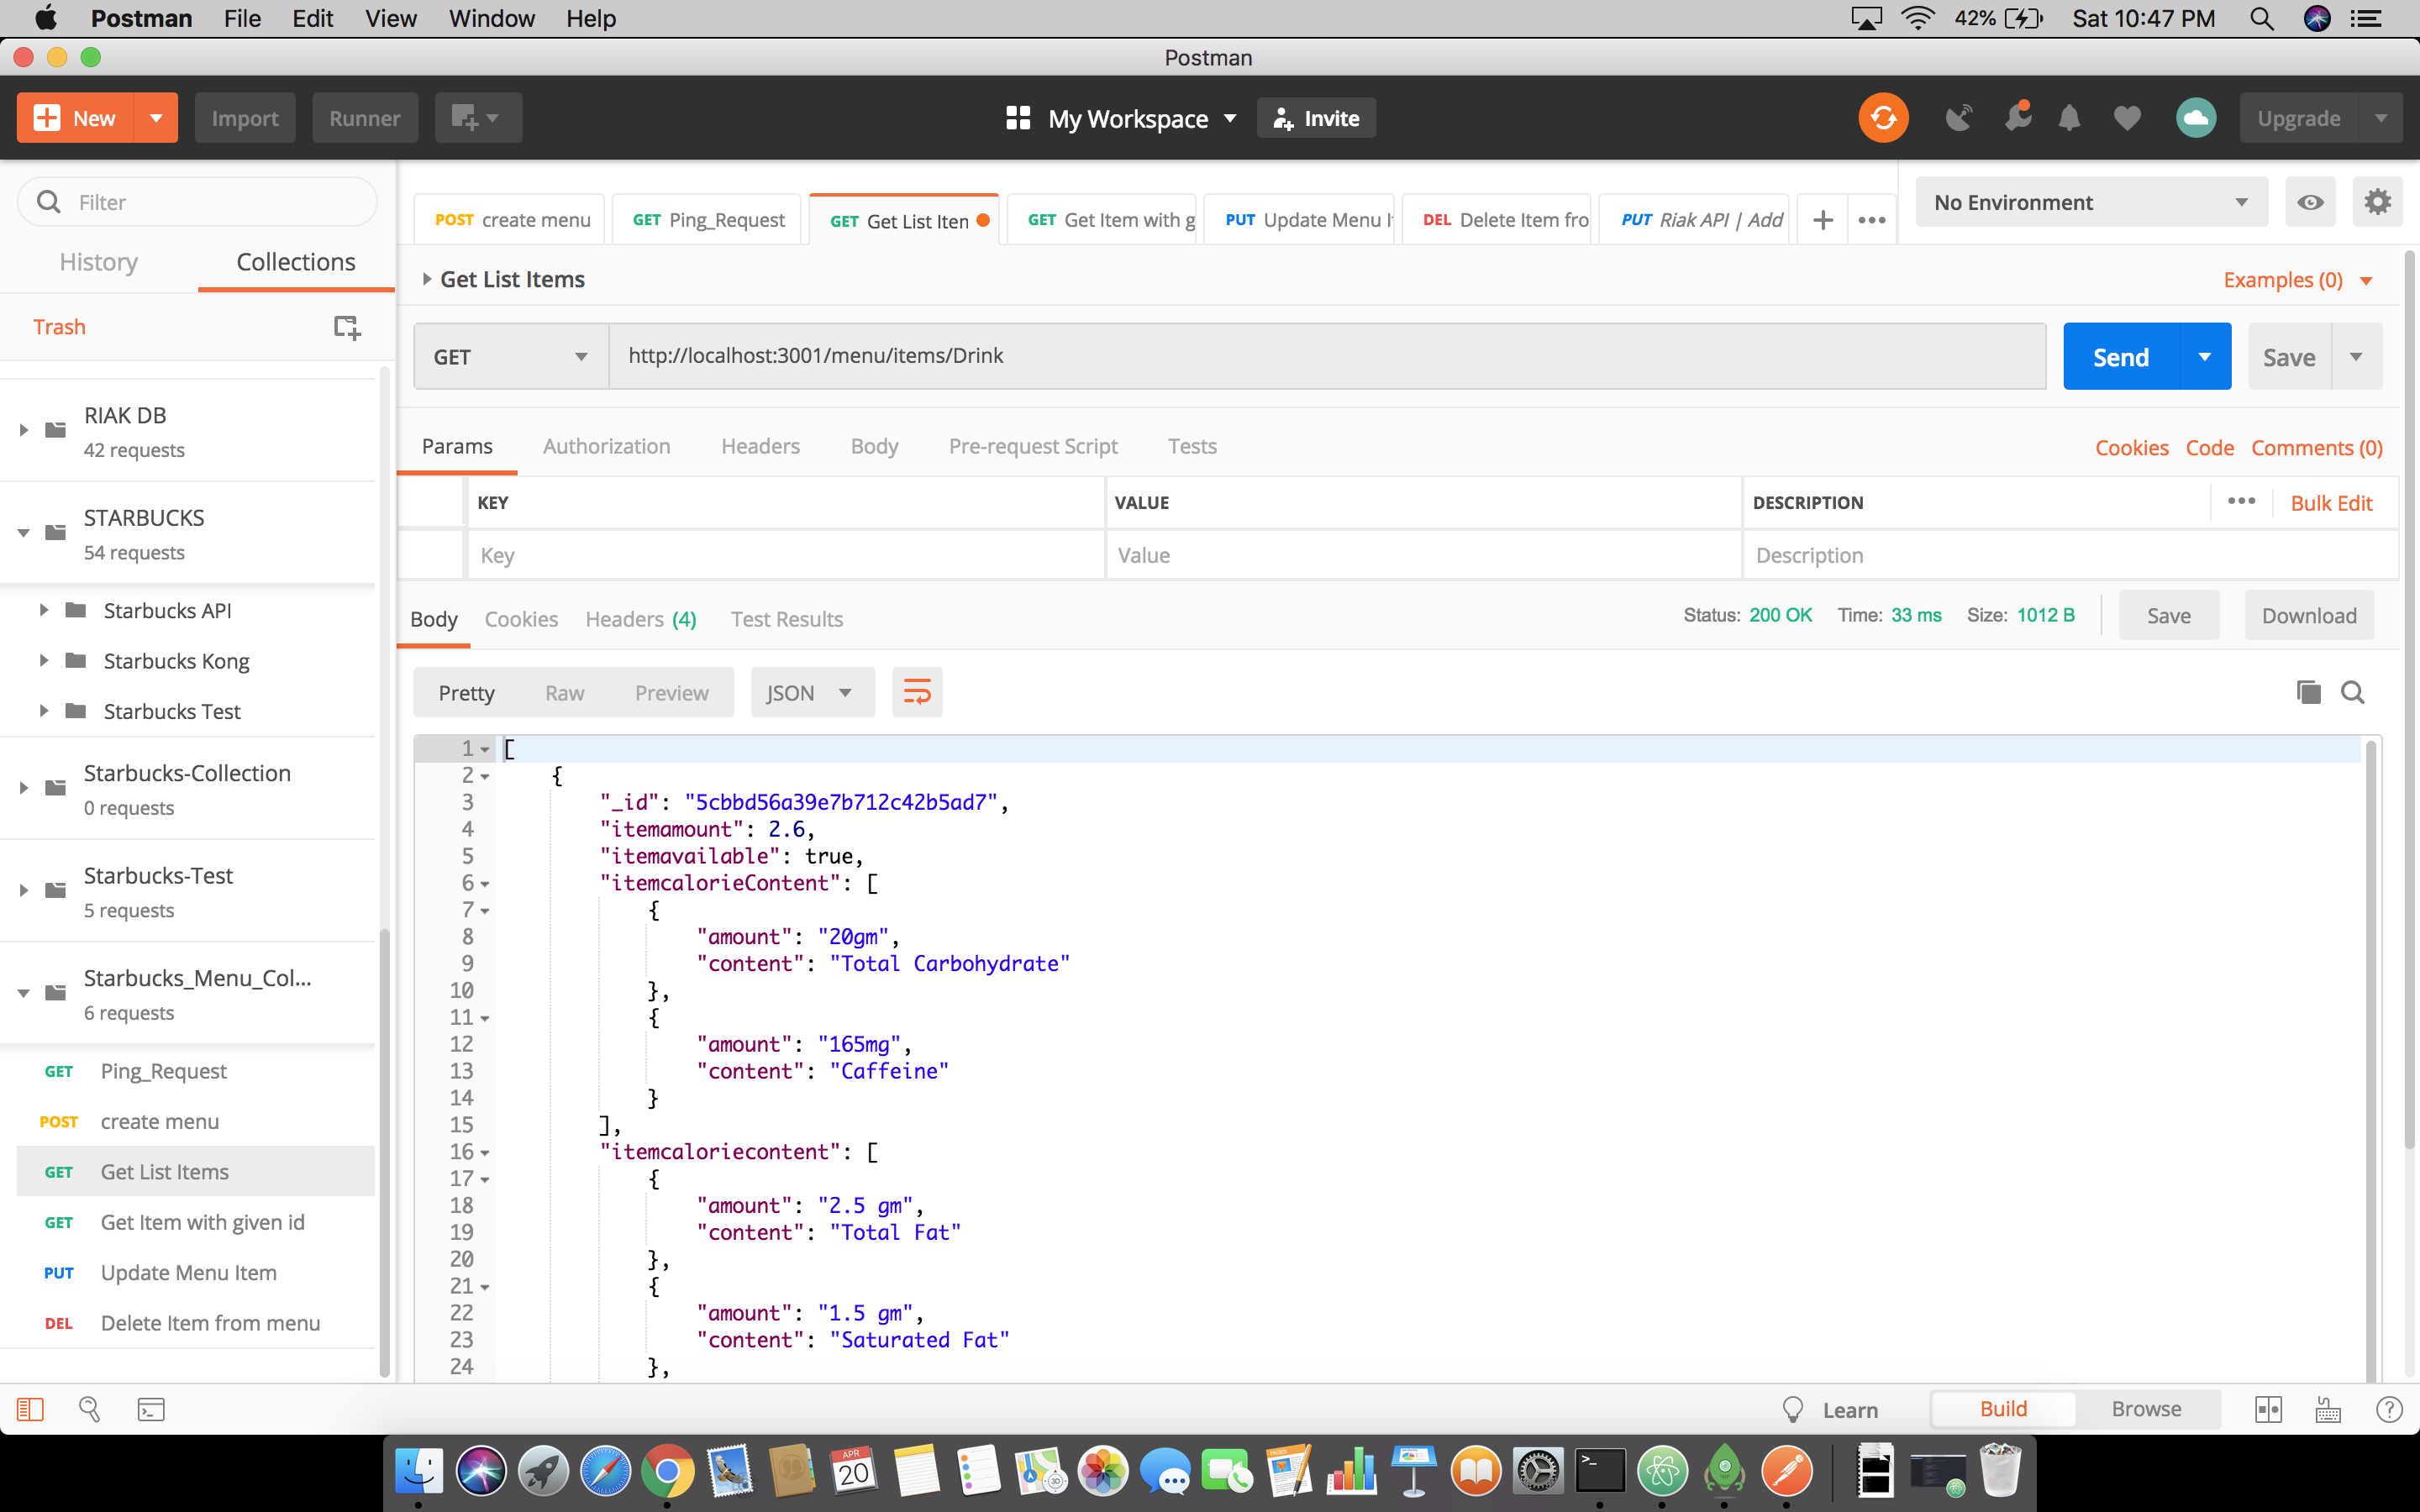 Postman File Edit View Window Help 42% Sat 10:47 PM
Postman
New Import Runner My Workspace Invite Upgrade
Filter
History Collections
Trash
RIAK DB
42 requests
STARBUCKS
54 requests
Starbucks API
Starbucks Kong
Starbucks Test
Starbucks-Collection
0 requests
Starbucks-Test
5 requests
Starbucks_Menu_Col...
6 requests
GET Ping_Request
POST create menu
GET Get List Items
GET Get Item with given id
PUT Update Menu Item
DEL Delete Item from menu
POST create menu GET Ping_Request GET Get List Iten GET Get Item with g PUT Update Menu I DEL Delete Item fro PUT Riak API | Add No Environment
Get List Items Examples (0)
GET http://localhost:3001/menu/items/Drink Send Save
Params Authorization Headers Body Pre-request Script Tests Cookies Code Comments (0)
KEY VALUE DESCRIPTION Bulk Edit
Key Value Description
Body Cookies Headers (4) Test Results Status: 200 OK Time: 33 ms Size: 1012 B Save Download
Pretty Raw Preview JSON
1 [
2 {
3 "_id": "5cbbd56a39e7b712c42b5ad7",
4 "itemamount": 2.6,
5 "itemavailable": true,
6 "itemcalorieContent": [
7 {
8 "amount": "20gm",
9 "content": "Total Carbohydrate"
10 },
11 {
12 "amount": "165mg",
13 "content": "Caffeine"
14 }
15 ],
16 "itemcaloriecontent": [
17 {
18 "amount": "2.5 gm",
19 "content": "Total Fat"
20 },
21 {
22 "amount": "1.5 gm",
23 "content": "Saturated Fat"
24 },
Learn Build Browse
APR
20
3D
PAGES